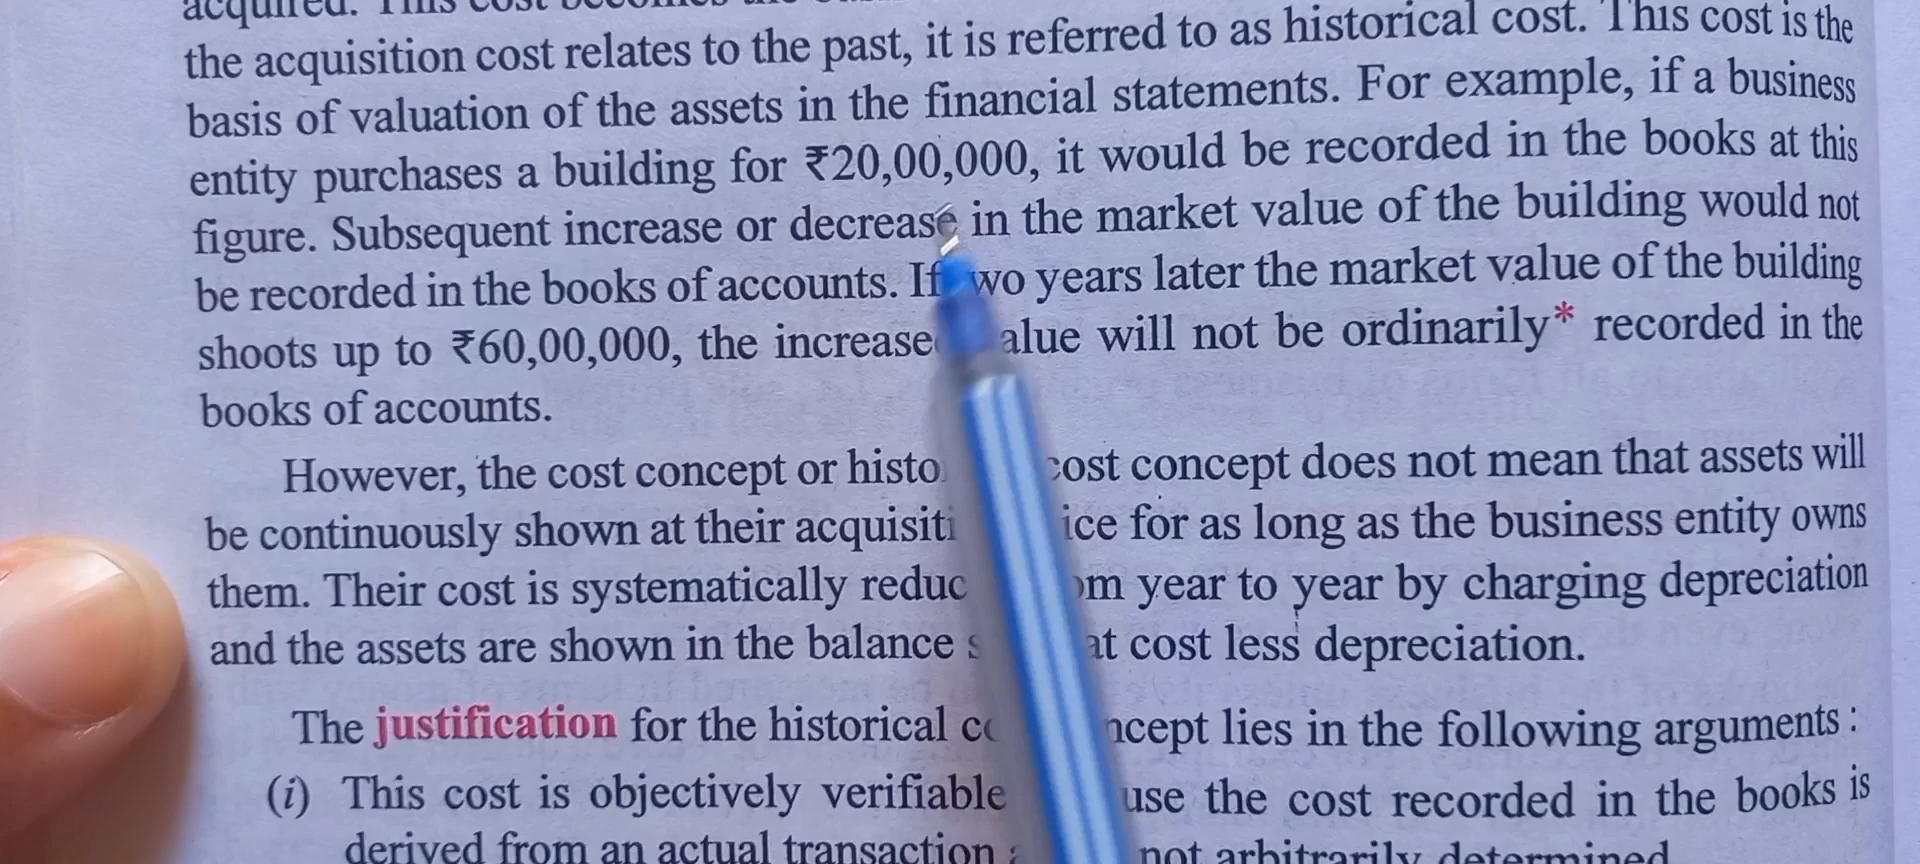 acquired. This cost becomes the
the acquisition cost relates to the past, it is referred to as historical cost. This cost is the
basis of valuation of the assets in the financial statements. For example, if a business
entity purchases a building for ₹20,00,000, it would be recorded in the books at this
figure. Subsequent increase or decrease in the market value of the building would not
be recorded in the books of accounts. If two years later the market value of the building
shoots up to ₹60,00,000, the increased value will not be ordinarily* recorded in the
books of accounts.
However, the cost concept or cost concept does not mean that assets will
be continuously shown at their for as long as the business entity owns
them. Their cost is systematically year to year by charging depreciation
and the assets are shown in the balance at cost less depreciation.
The justification for the historical lies in the following arguments :
(i) This cost is objectively verifiable the cost recorded in the books is
derived from an actual transaction not arbitrarily determined